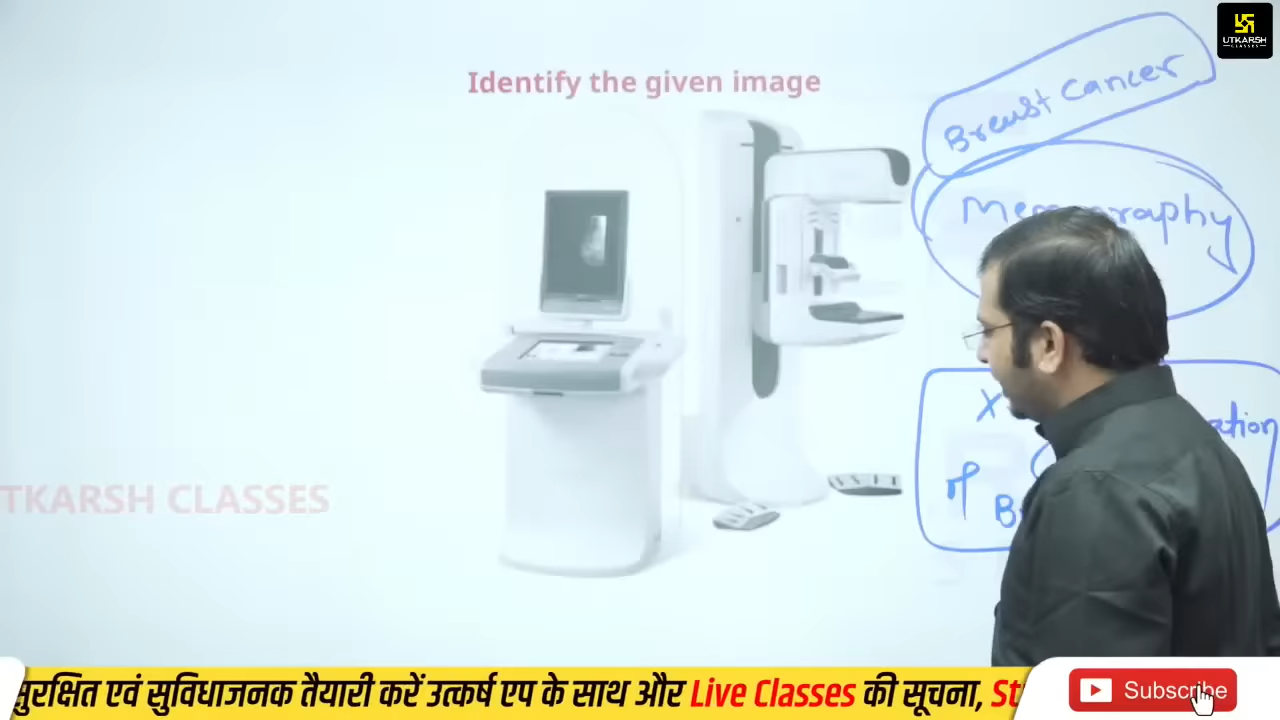 UTKARSH
CLASSES
Identify the given image
Breast Cancer
ation
TKARSH CLASSES
सुरक्षित एवं सुविधाजनक तैयारी करें उत्कर्ष एप के साथ और Live Classes की सूचना, St
Subscribe